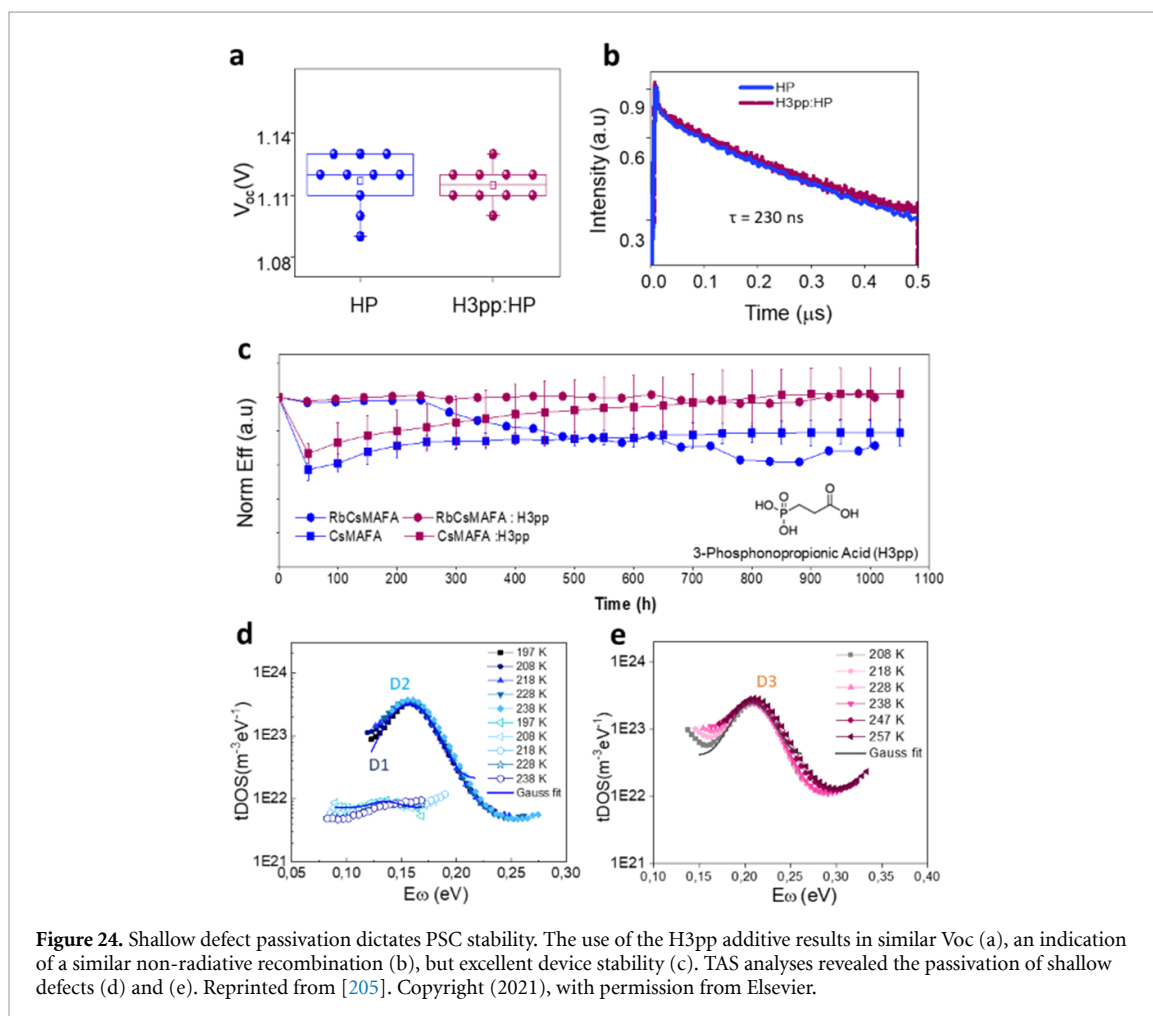 a
Voc(V)
1.14
1.11
1.08
HP
H3pp:HP
b
HP
H3pp:HP
Intensity (a.u)
0.9
0.6
0.3
τ = 230 ns
0.0 0.1 0.2 0.3 0.4 0.5
Time (μs)
c
Norm Eff (a.u)
RbCsMAFA RbCsMAFA : H3pp
CsMAFA CsMAFA :H3pp
HO O P OH OH O
3-Phosphonopropionic Acid (H3pp)
0 100 200 300 400 500 600 700 800 900 1000 1100
Time (h)
d
tDOS(m⁻³eV⁻¹)
1E24
1E23
1E22
1E21
D2
D1
197 K
208 K
218 K
228 K
238 K
197 K
208 K
218 K
228 K
238 K
Gauss fit
0,05 0,10 0,15 0,20 0,25 0,30
Eω (eV)
e
tDOS(m⁻³eV⁻¹)
1E24
1E23
1E22
1E21
D3
208 K
218 K
228 K
238 K
247 K
257 K
Gauss fit
0,10 0,15 0,20 0,25 0,30 0,35 0,40
Eω (eV)
Figure 24. Shallow defect passivation dictates PSC stability. The use of the H3pp additive results in similar Voc (a), an indication
of a similar non-radiative recombination (b), but excellent device stability (c). TAS analyses revealed the passivation of shallow
defects (d) and (e). Reprinted from [205]. Copyright (2021), with permission from Elsevier.